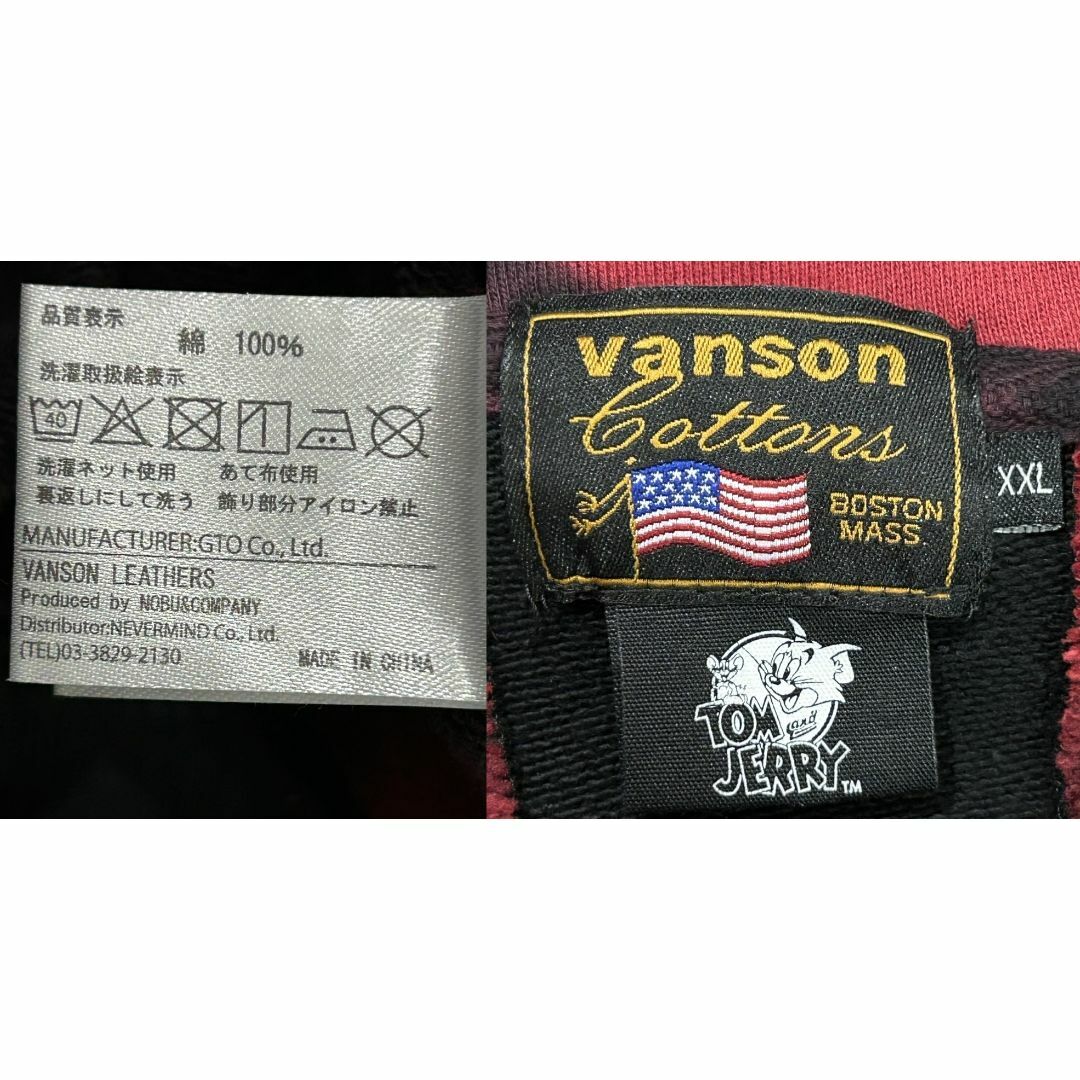 品質表示
綿 100%
洗濯取扱絵表示
40
洗濯ネット使用 あて布使用
裏返しにして洗う 飾り部分アイロン禁止
MANUFACTURER:GTO Co., Ltd.
VANSON LEATHERS
Produced by NOBU&COMPANY
Distributor:NEVERMIND Co., Ltd.
(TEL)03-3829-2130 MADE IN CHINA
vanson
Cottons
BOSTON
MASS.
XXL
TOM and
JERRY TM